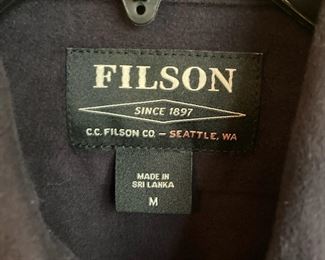 FILSON
SINCE 1897
C.C. FILSON CO. – SEATTLE, WA
MADE IN
SRI LANKA
M